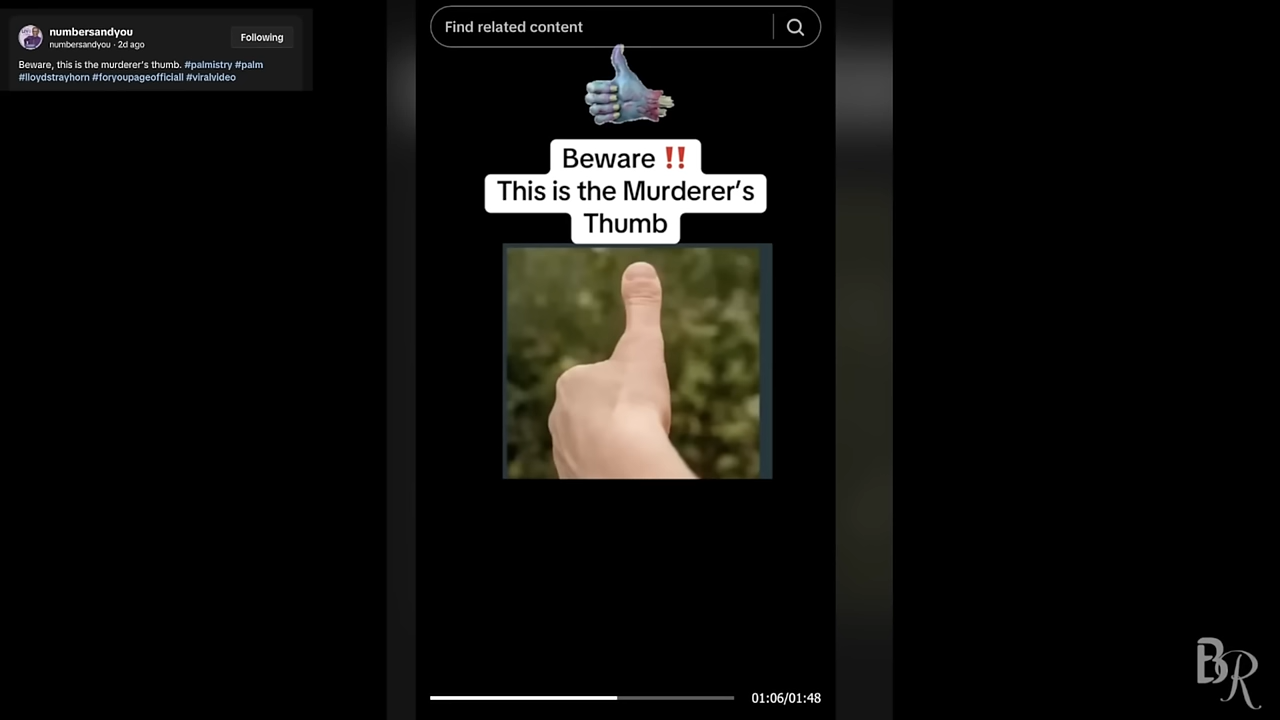 numbersandyou
numbersandyou · 2d ago
Following
Beware, this is the murderer's thumb. #palmistry #palm
#lloydstrayhorn #foryoupageofficiall #viralvideo
Find related content
Beware ‼️
This is the Murderer's
Thumb
01:06/01:48
BR